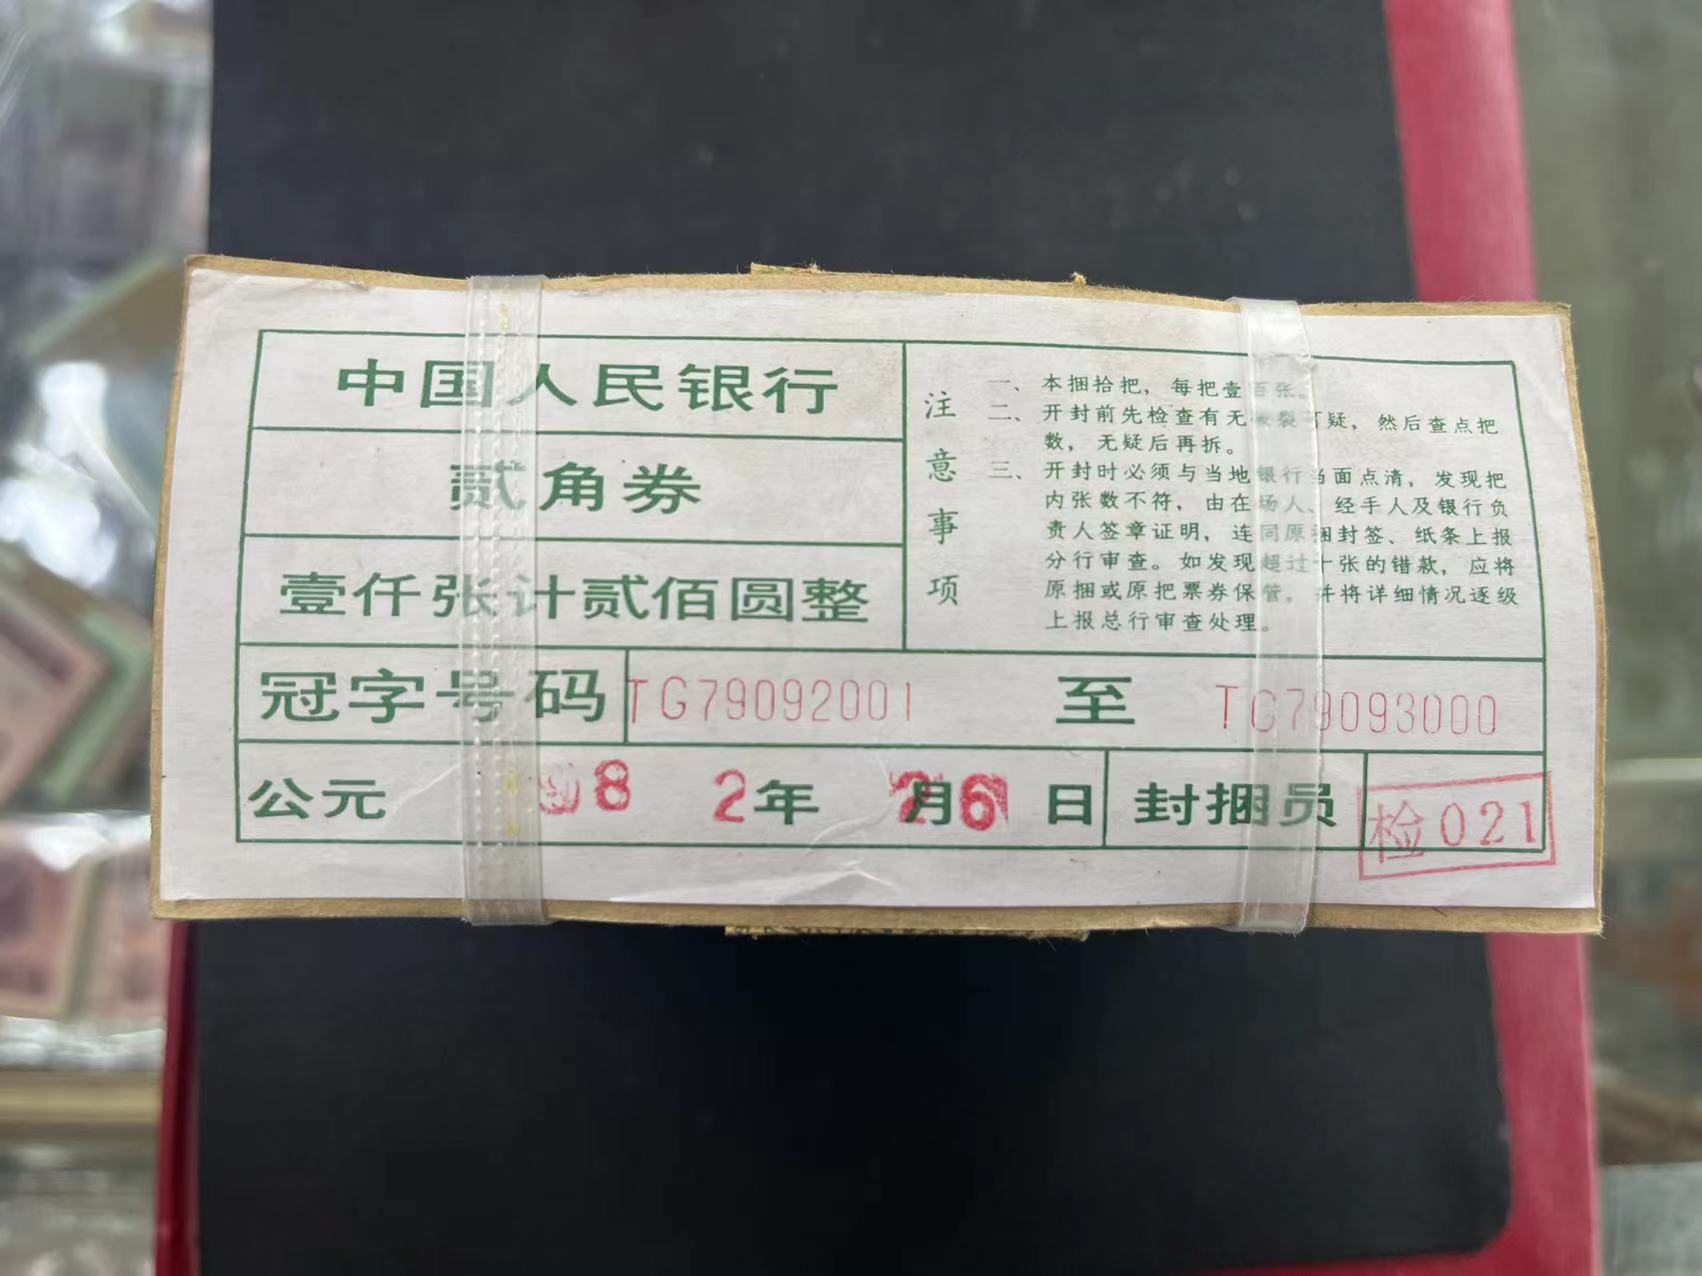 中国人民银行
贰角券
壹仟张计贰佰圆整
注意事项
一、本捆拾把，每把壹百张。
二、开封前先检查有无破裂可疑，然后查点把
数，无疑后再拆。
三、开封时必须与当地银行当面点清，发现把
内张数不符，由在场人、经手人及银行负
责人签章证明，连同原捆封签、纸条上报
分行审查。如发现超过十张的错款，应将
原捆或原把票券保管。并将详细情况逐级
上报总行审查处理。
冠字号码 TG79092001 至 TG79093000
公元 98 2年 2月6 日 封捆员 检021